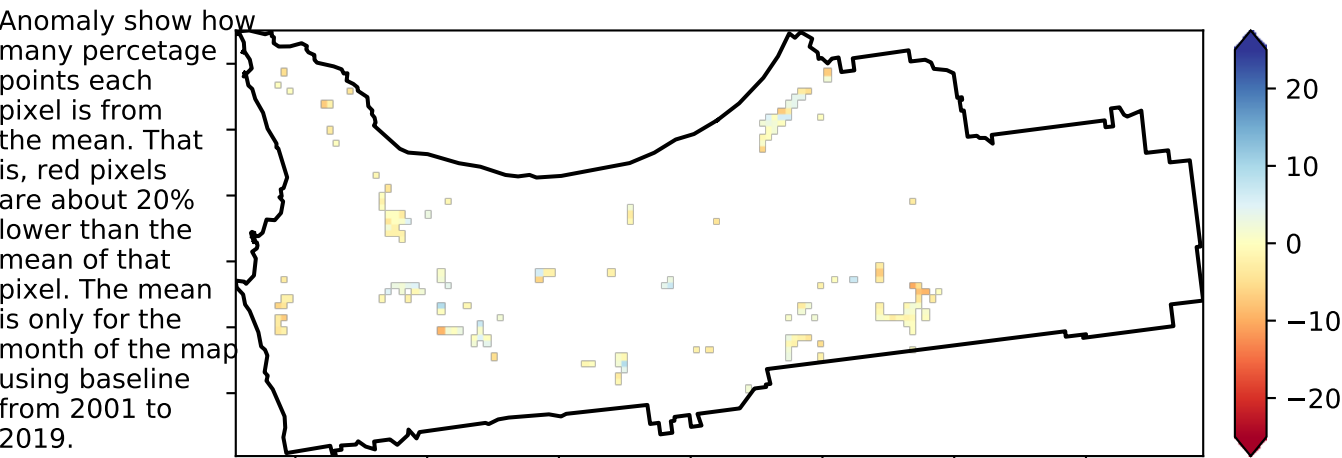 Anomaly show how
many percetage
points each
pixel is from
the mean. That
is, red pixels
are about 20%
lower than the
mean of that
pixel. The mean
is only for the
month of the map
using baseline
from 2001 to
2019.
20
10
0
−10
−20